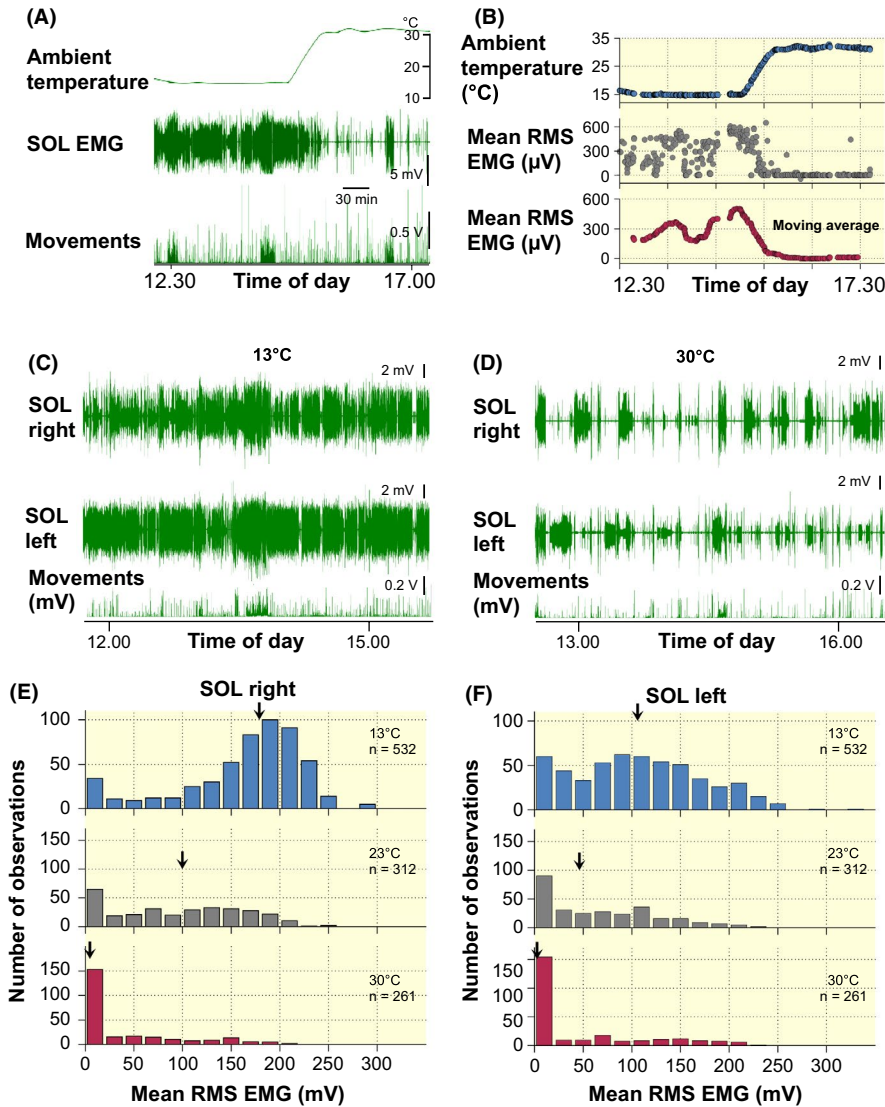 (A)
°C
30
20
10
Ambient
temperature
SOL EMG
5 mV
30 min
Movements
0.5 V
12.30
Time of day
17.00
(B)
Ambient
temperature
(°C)
35
25
15
Mean RMS
EMG (µV)
600
300
0
Mean RMS
EMG (µV)
600
300
0
Moving average
12.30
Time of day
17.30
(C)
13°C
2 mV
SOL
right
2 mV
SOL
left
Movements
(mV)
0.2 V
12.00
Time of day
15.00
(D)
30°C
2 mV
SOL
right
2 mV
SOL
left
Movements
(mV)
0.2 V
13.00
Time of day
16.00
(E)
SOL right
Number of observations
100
50
0
13°C
n = 532
150
100
50
0
23°C
n = 312
150
100
50
0
30°C
n = 261
0
50
100
150
200
250
300
Mean RMS EMG (mV)
(F)
SOL left
Number of observations
100
50
0
13°C
n = 532
150
100
50
0
23°C
n = 312
150
100
50
0
30°C
n = 261
0
50
100
150
200
250
300
Mean RMS EMG (mV)